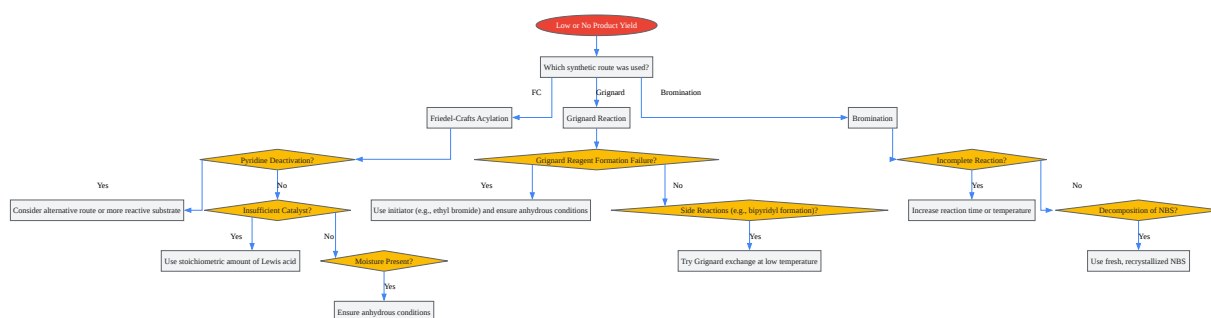 Low or No Product Yield
Which synthetic route was used?
FC
Grignard
Bromination
Friedel-Crafts Acylation
Grignard Reaction
Bromination
Pyridine Deactivation?
Grignard Reagent Formation Failure?
Incomplete Reaction?
Yes
No
Yes
No
Yes
No
Consider alternative route or more reactive substrate
Insufficient Catalyst?
Use initiator (e.g., ethyl bromide) and ensure anhydrous conditions
Side Reactions (e.g., bipyridyl formation)?
Increase reaction time or temperature
Decomposition of NBS?
Yes
No
Yes
Yes
Use stoichiometric amount of Lewis acid
Moisture Present?
Try Grignard exchange at low temperature
Use fresh, recrystallized NBS
Yes
Ensure anhydrous conditions